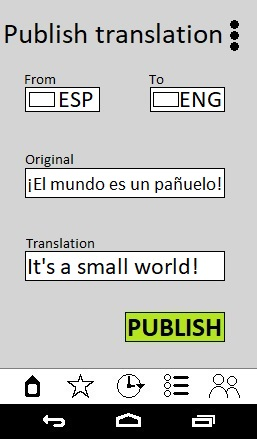 Publish translation
From To
ESP ENG
Original
¡El mundo es un pañuelo!
Translation
It's a small world!
PUBLISH